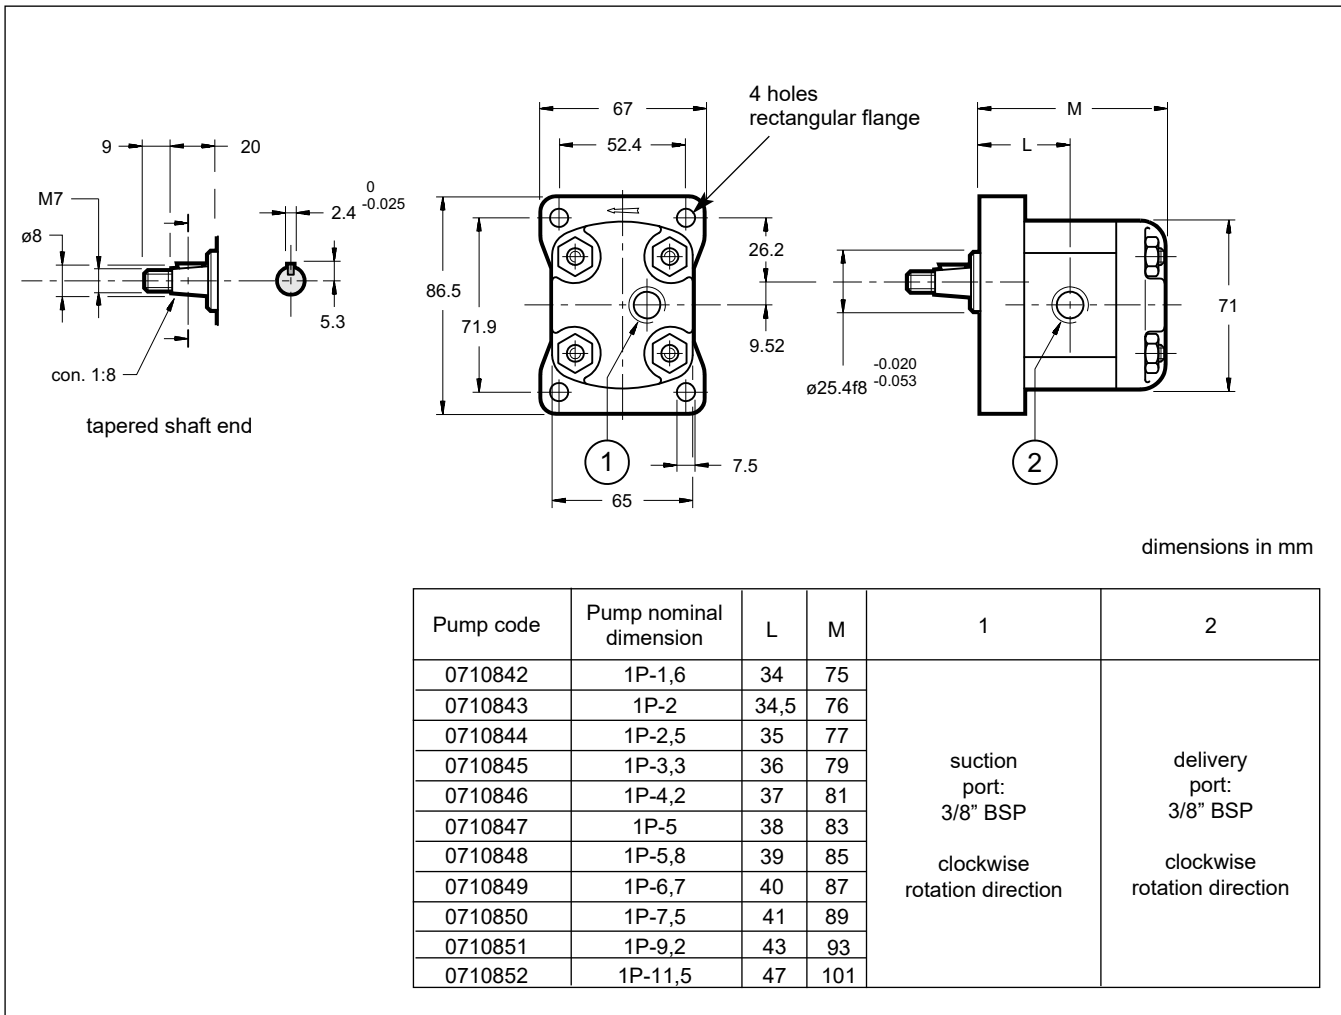 4 holes
rectangular flange
67
52.4
M
L
9
20
M7
ø8
0
2.4 -0.025
5.3
con. 1:8
tapered shaft end
86.5
71.9
26.2
9.52
7.5
65
1
71
-0.020
ø25.4f8 -0.053
2
dimensions in mm
Pump code Pump nominal dimension L M 1 2
0710842 1P-1,6 34 75
0710843 1P-2 34,5 76
0710844 1P-2,5 35 77
0710845 1P-3,3 36 79
0710846 1P-4,2 37 81
0710847 1P-5 38 83
0710848 1P-5,8 39 85
0710849 1P-6,7 40 87
0710850 1P-7,5 41 89
0710851 1P-9,2 43 93
0710852 1P-11,5 47 101
suction
port:
3/8” BSP
clockwise
rotation direction
delivery
port:
3/8” BSP
clockwise
rotation direction